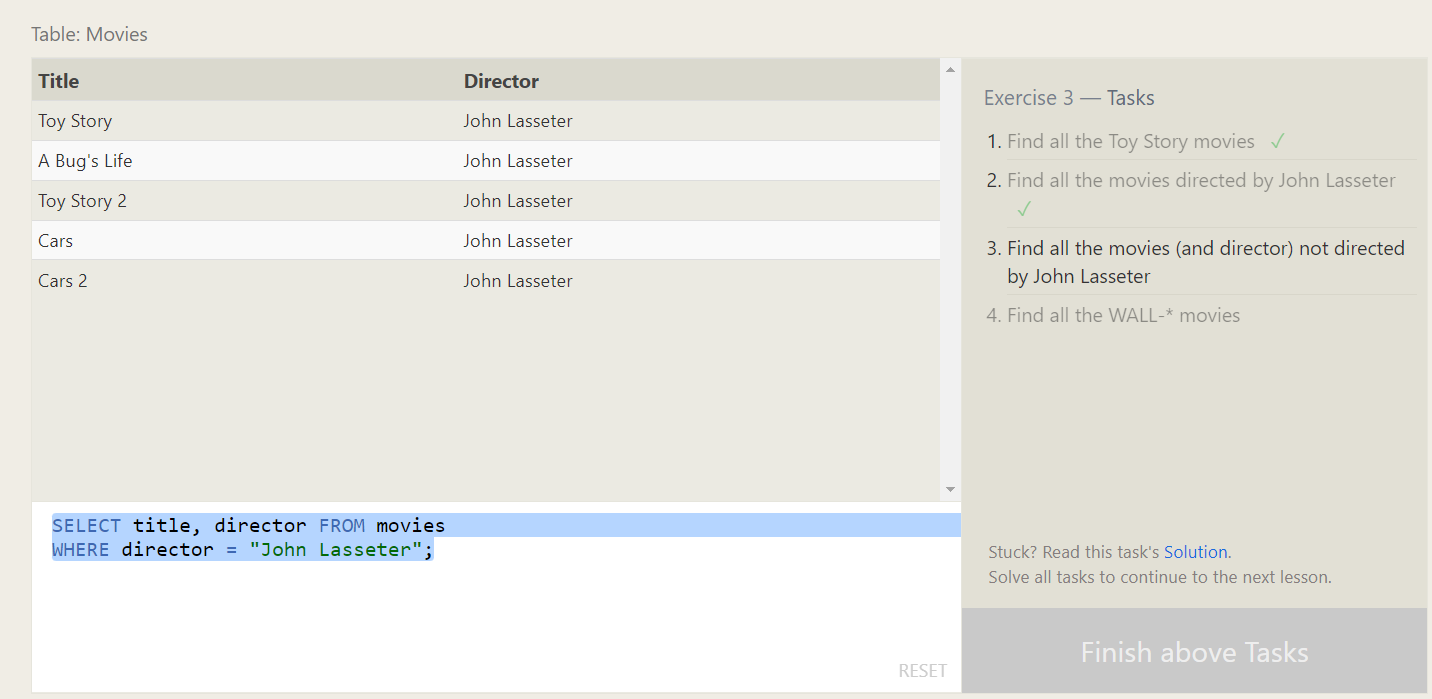 Table: Movies
Title Director
Toy Story John Lasseter
A Bug's Life John Lasseter
Toy Story 2 John Lasseter
Cars John Lasseter
Cars 2 John Lasseter
SELECT title, director FROM movies
WHERE director = "John Lasseter";
RESET
Exercise 3 — Tasks
1. Find all the Toy Story movies ✓
2. Find all the movies directed by John Lasseter
✓
3. Find all the movies (and director) not directed
by John Lasseter
4. Find all the WALL-* movies
Stuck? Read this task's Solution.
Solve all tasks to continue to the next lesson.
Finish above Tasks